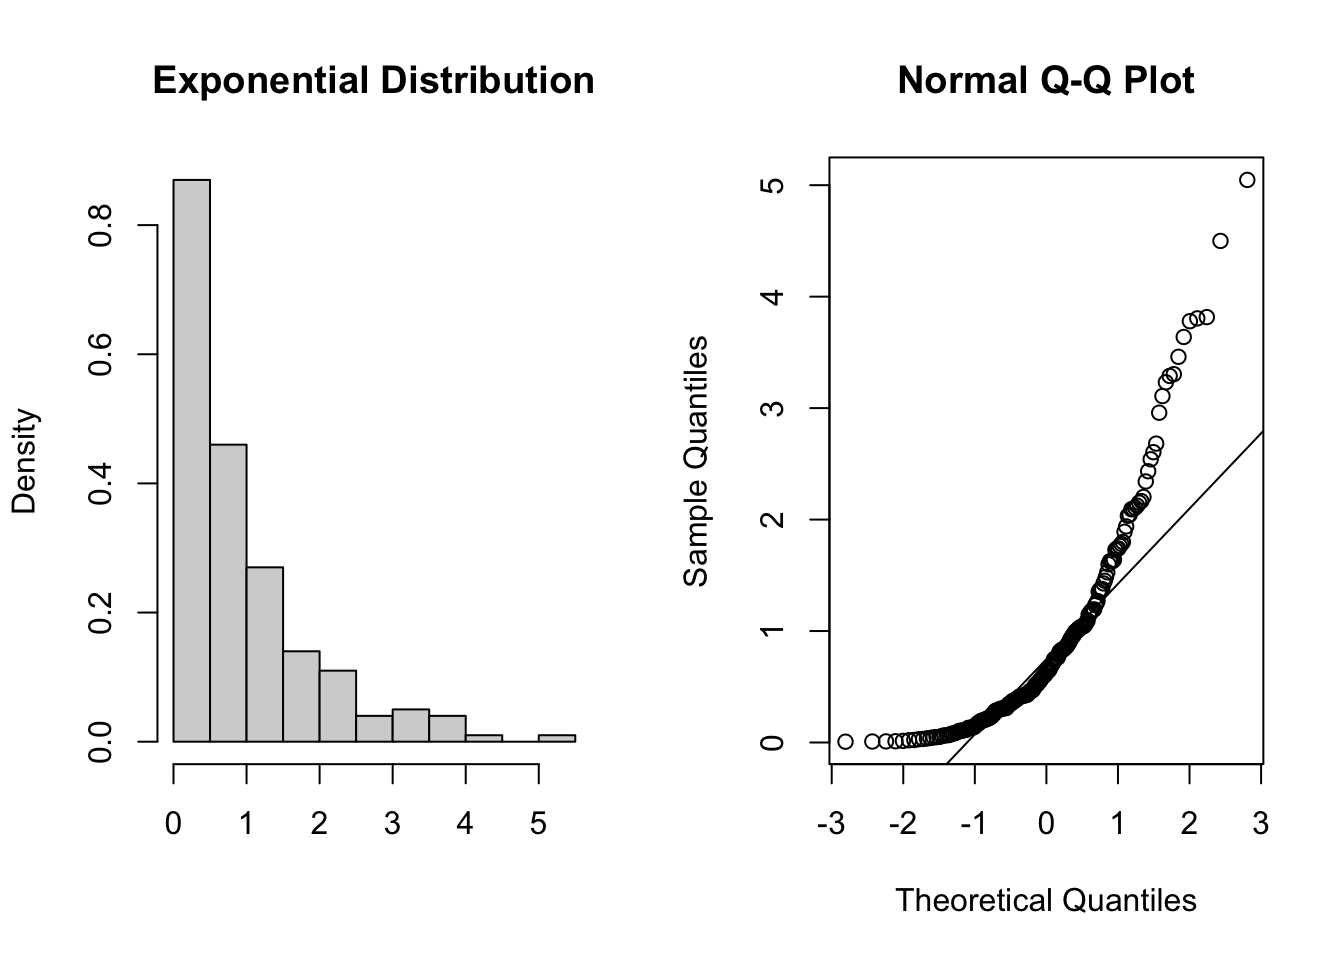 Exponential Distribution
Density
0.0 0.2 0.4 0.6 0.8
0 1 2 3 4 5
Normal Q-Q Plot
Sample Quantiles
0 1 2 3 4 5
-3 -2 -1 0 1 2 3
Theoretical Quantiles